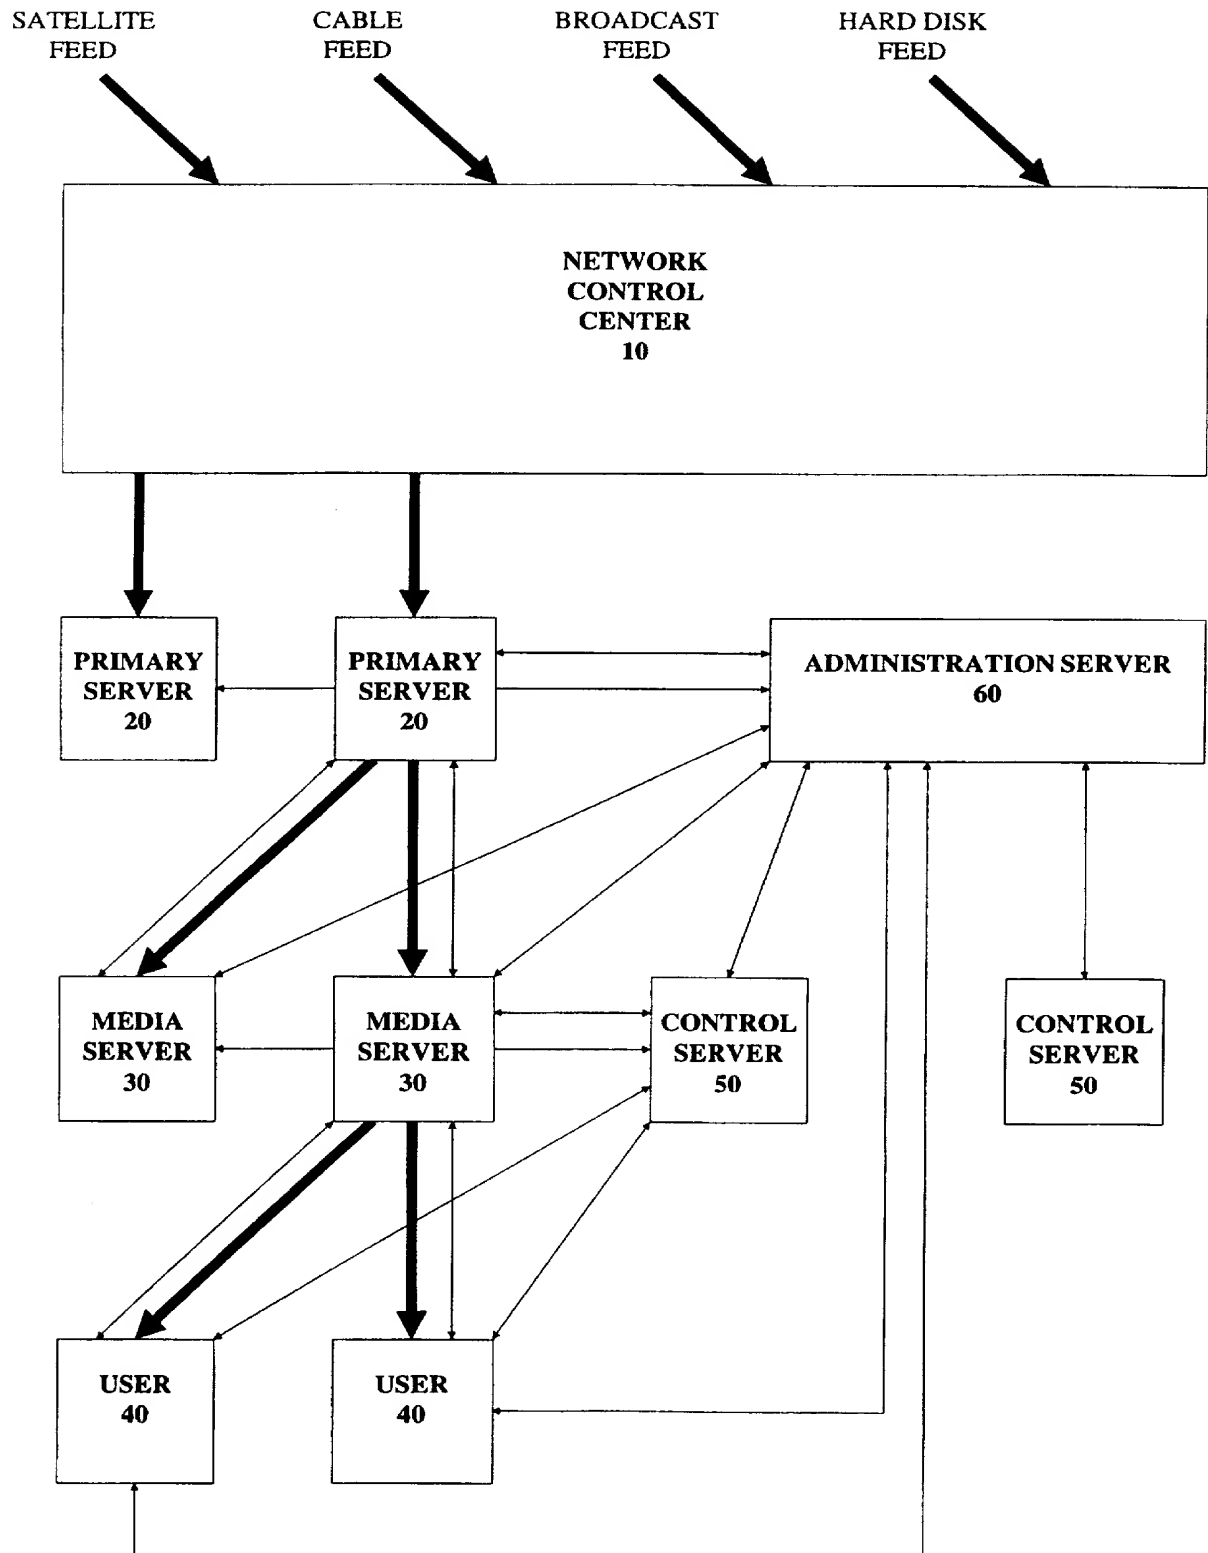 SATELLITE
FEED
CABLE
FEED
BROADCAST
FEED
HARD DISK
FEED
NETWORK
CONTROL
CENTER
10
PRIMARY
SERVER
20
PRIMARY
SERVER
20
ADMINISTRATION SERVER
60
MEDIA
SERVER
30
MEDIA
SERVER
30
CONTROL
SERVER
50
CONTROL
SERVER
50
USER
40
USER
40